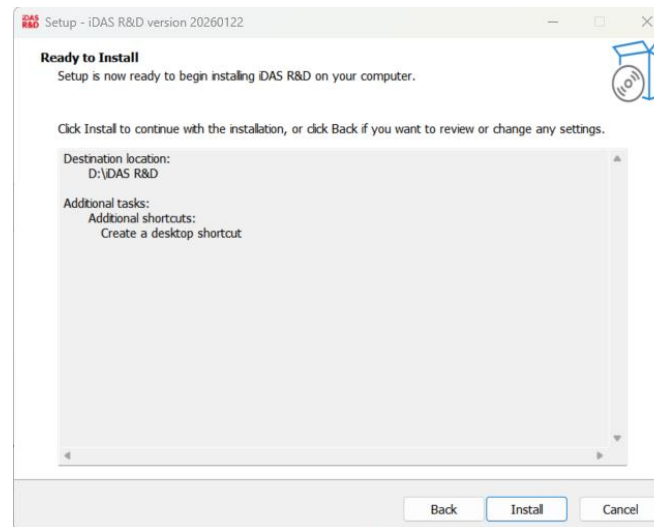 iDAS
R&D
Setup - iDAS R&D version 20260122
Ready to Install
Setup is now ready to begin installing iDAS R&D on your computer.
Click Install to continue with the installation, or click Back if you want to review or change any settings.
Destination location:
D:\iDAS R&D
Additional tasks:
Additional shortcuts:
Create a desktop shortcut
Back
Install
Cancel